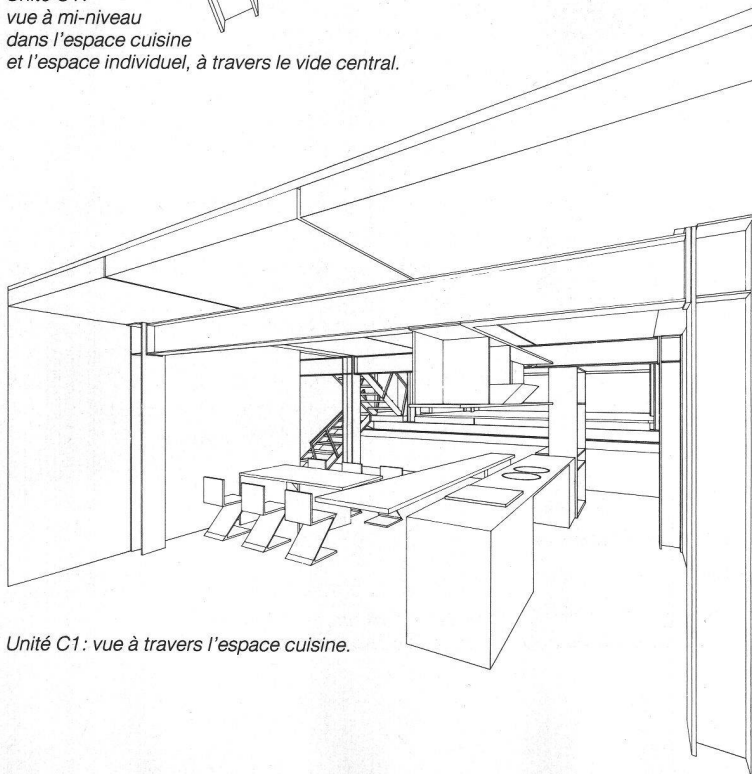 vue à mi-niveau
dans l'espace cuisine
et l'espace individuel, à travers le vide central.
Unité C1: vue à travers l'espace cuisine.